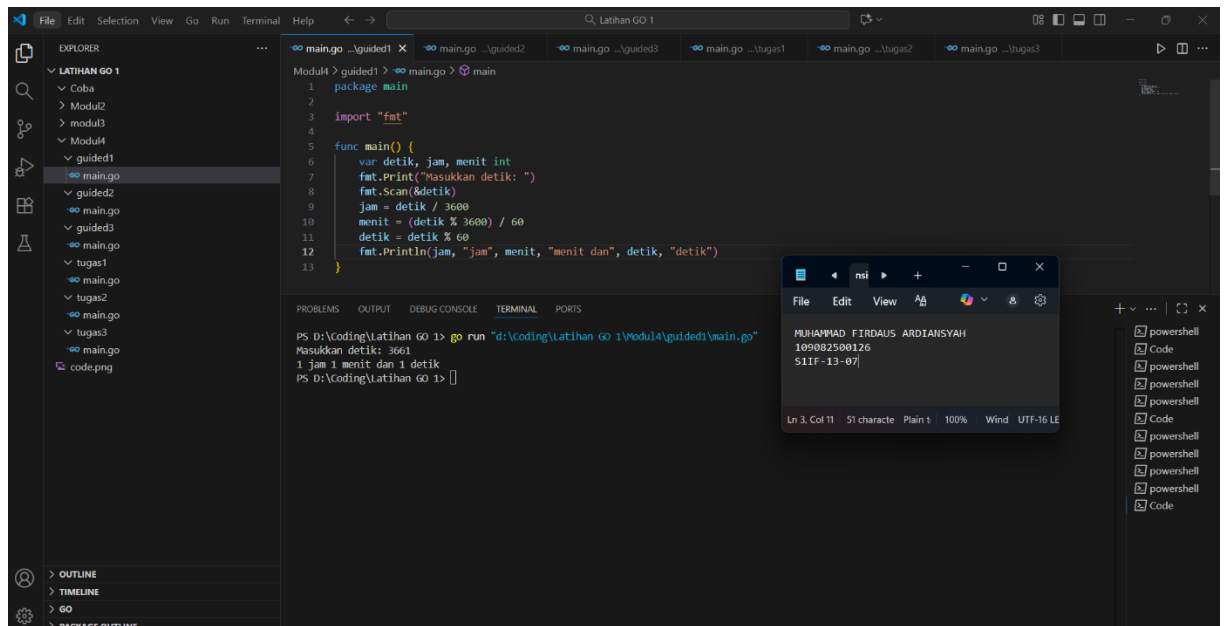 File Edit Selection View Go Run Terminal Help
Latihan GO 1
EXPLORER
LATIHAN GO 1
Coba
Modul2
modul3
Modul4
guided1
main.go
guided2
main.go
guided3
main.go
tugas1
main.go
tugas2
main.go
tugas3
main.go
code.png
OUTLINE
TIMELINE
GO
PACKAGE OUTLINE
main.go ...\guided1 main.go ...\guided2 main.go ...\guided3 main.go ...\tugas1 main.go ...\tugas2 main.go ...\tugas3
Modul4 > guided1 > main.go > main
1 package main
2
3 import "fmt"
4
5 func main() {
6 var detik, jam, menit int
7 fmt.Print("Masukkan detik: ")
8 fmt.Scan(&detik)
9 jam = detik / 3600
10 menit = (detik % 3600) / 60
11 detik = detik % 60
12 fmt.Println(jam, "jam", menit, "menit dan", detik, "detik")
13 }
PROBLEMS OUTPUT DEBUG CONSOLE TERMINAL PORTS
PS D:\Coding\Latihan GO 1> go run "d:\Coding\Latihan GO 1\Modul4\guided1\main.go"
Masukkan detik: 3661
1 jam 1 menit dan 1 detik
PS D:\Coding\Latihan GO 1>
nsi
File Edit View
MUHAMMAD FIRDAUS ARDIANSYAH
109082500126
S1IF-13-07
Ln 3, Col 11 51 characte Plain t 100% Wind UTF-16 LE
powershell
Code
powershell
powershell
powershell
Code
powershell
powershell
powershell
powershell
Code